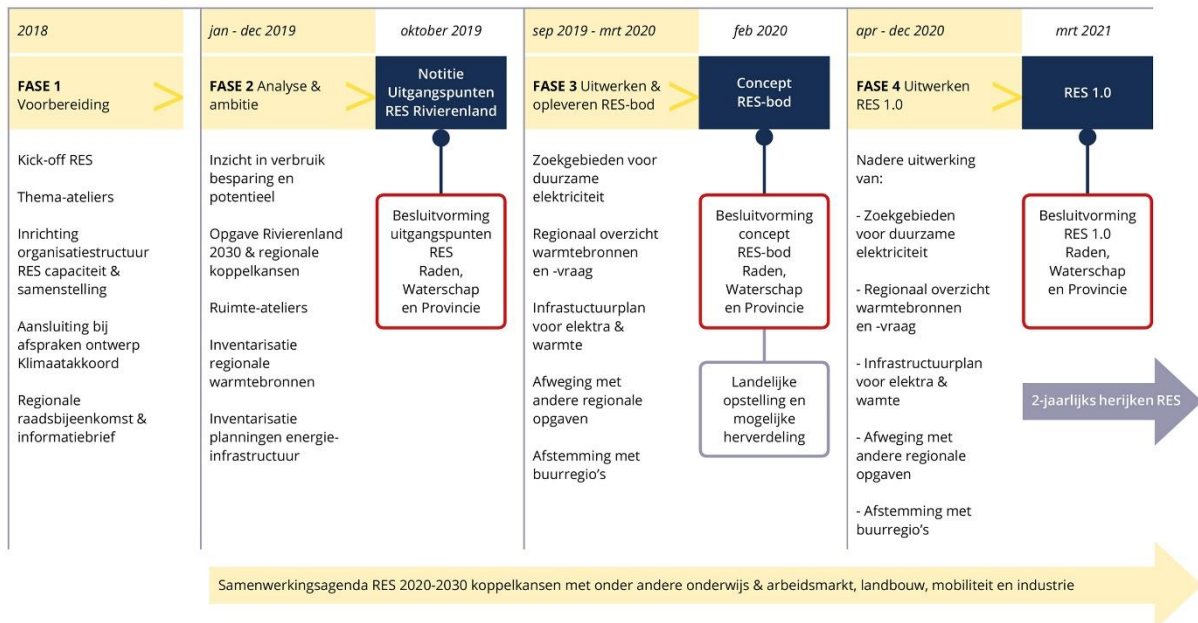 2018
FASE 1
Voorbereiding
Kick-off RES
Thema-ateliers
Inrichting
organisatiestructuur
RES capaciteit &
samenstelling
Aansluiting bij
afspraken ontwerp
Klimaatakkoord
Regionale
raadsbijeenkomst &
informatiebrief
jan - dec 2019
FASE 2 Analyse &
ambitie
Inzicht in verbruik
besparing en
potentieel
Opgave Rivierenland
2030 & regionale
koppelkansen
Ruimte-ateliers
Inventarisatie
regionale
warmtebronnen
Inventarisatie
planningen energie-
infrastructuur
oktober 2019
Notitie
Uitgangspunten
RES Rivierenland
Besluitvorming
uitgangspunten
RES
Raden,
Waterschap
en Provincie
sep 2019 - mrt 2020
FASE 3 Uitwerken &
opleveren RES-bod
Zoekgebieden voor
duurzame
elektriciteit
Regionaal overzicht
warmtebronnen
en -vraag
Infrastuctuurplan
voor elektra &
warmte
Afweging met
andere regionale
opgaven
Afstemming met
buurregio's
feb 2020
Concept
RES-bod
Besluitvorming
concept
RES-bod
Raden,
Waterschap
en Provincie
Landelijke
opstelling en
mogelijke
herverdeling
apr - dec 2020
FASE 4 Uitwerken
RES 1.0
Nadere uitwerking
van:
- Zoekgebieden
voor duurzame
elektriciteit
- Regionaal overzicht
warmtebronnen
en -vraag
- Infrastructuurplan
voor elektra &
wamte
- Afweging met
andere regionale
opgaven
- Afstemming met
buurregio's
mrt 2021
RES 1.0
Besluitvorming
RES 1.0
Raden,
Waterschap
en Provincie
2-jaarlijks herijken RES
Samenwerkingsagenda RES 2020-2030 koppelkansen met onder andere onderwijs & arbeidsmarkt, landbouw, mobiliteit en industrie